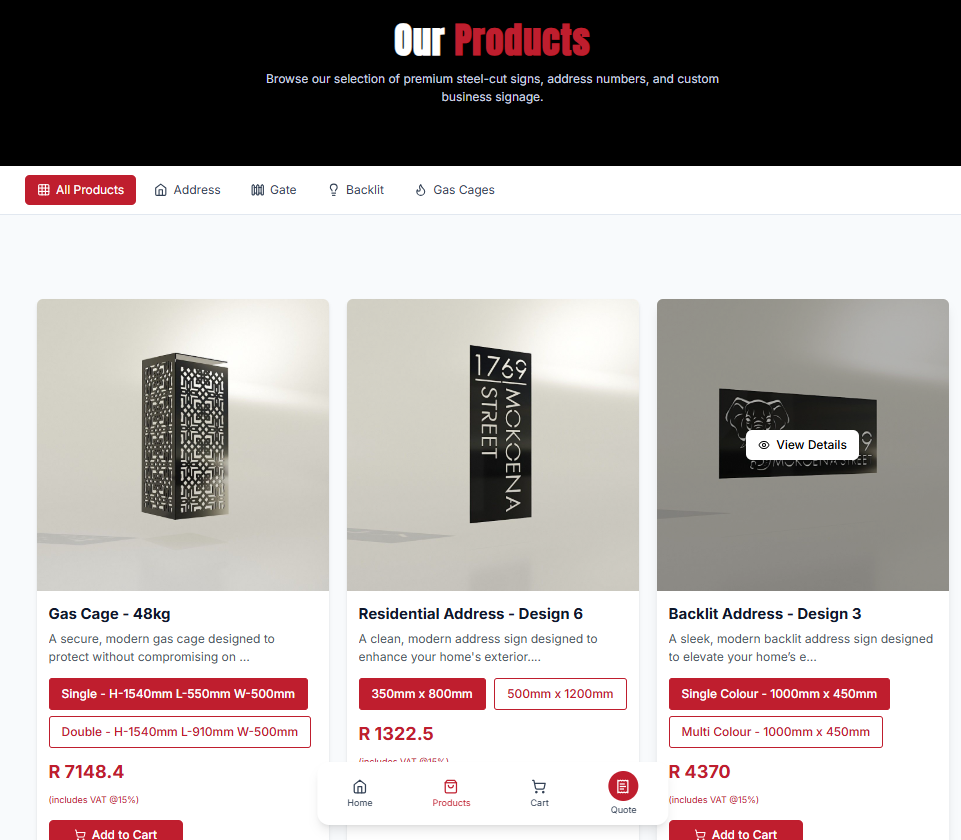 Our Products
Browse our selection of premium steel-cut signs, address numbers, and custom
business signage.
All Products
Address
Gate
Backlit
Gas Cages
1769
MOKOENA
STREET
View Details
9
MOKOENA STREET
Gas Cage - 48kg
A secure, modern gas cage designed to
protect without compromising on ...
Single - H-1540mm L-550mm W-500mm
Double - H-1540mm L-910mm W-500mm
R 7148.4
(includes VAT @15%)
Add to Cart
Residential Address - Design 6
A clean, modern address sign designed to
enhance your home's exterior....
350mm x 800mm
500mm x 1200mm
R 1322.5
(includes VAT @15%)
Backlit Address - Design 3
A sleek, modern backlit address sign designed
to elevate your home’s e...
Single Colour - 1000mm x 450mm
Multi Colour - 1000mm x 450mm
R 4370
(includes VAT @15%)
Add to Cart
Home
Products
Cart
Quote